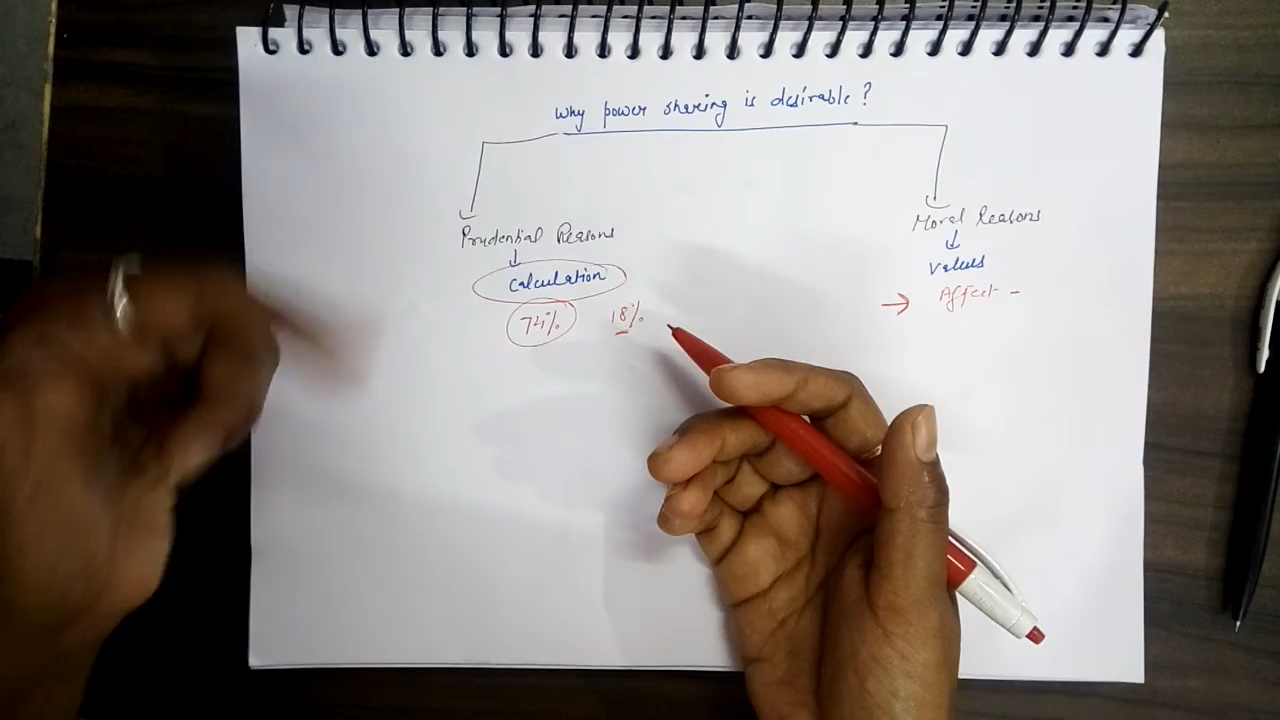 Why power sharing is desirable?
Prudential Reasons
Calculation
74% 18%
Moral Reasons
Values
Affect -